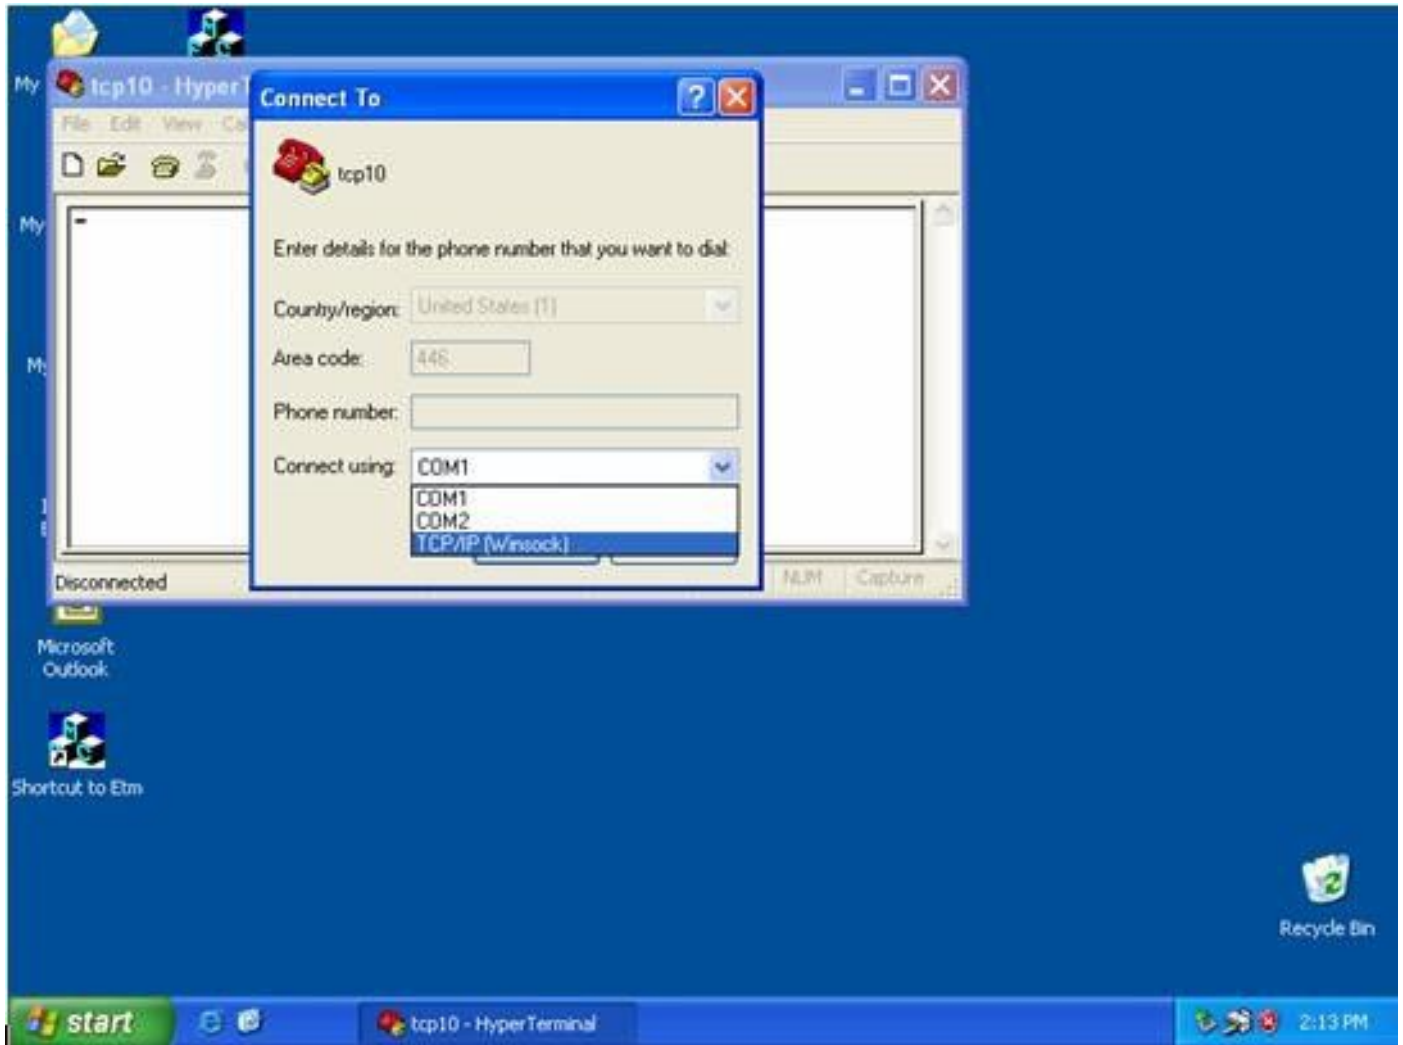 My
tcp10 - HyperT
Connect To
File Edit View Ca
tcp10
My
Enter details for the phone number that you want to dial:
Country/region: United States (1)
Area code: 446
My
Phone number:
Connect using: COM1
COM1
COM2
TCP/IP (Winsock)
Disconnected
NUM Capture
Microsoft
Outlook
Shortcut to Etm
Recycle Bin
start
tcp10 - HyperTerminal
2:13 PM